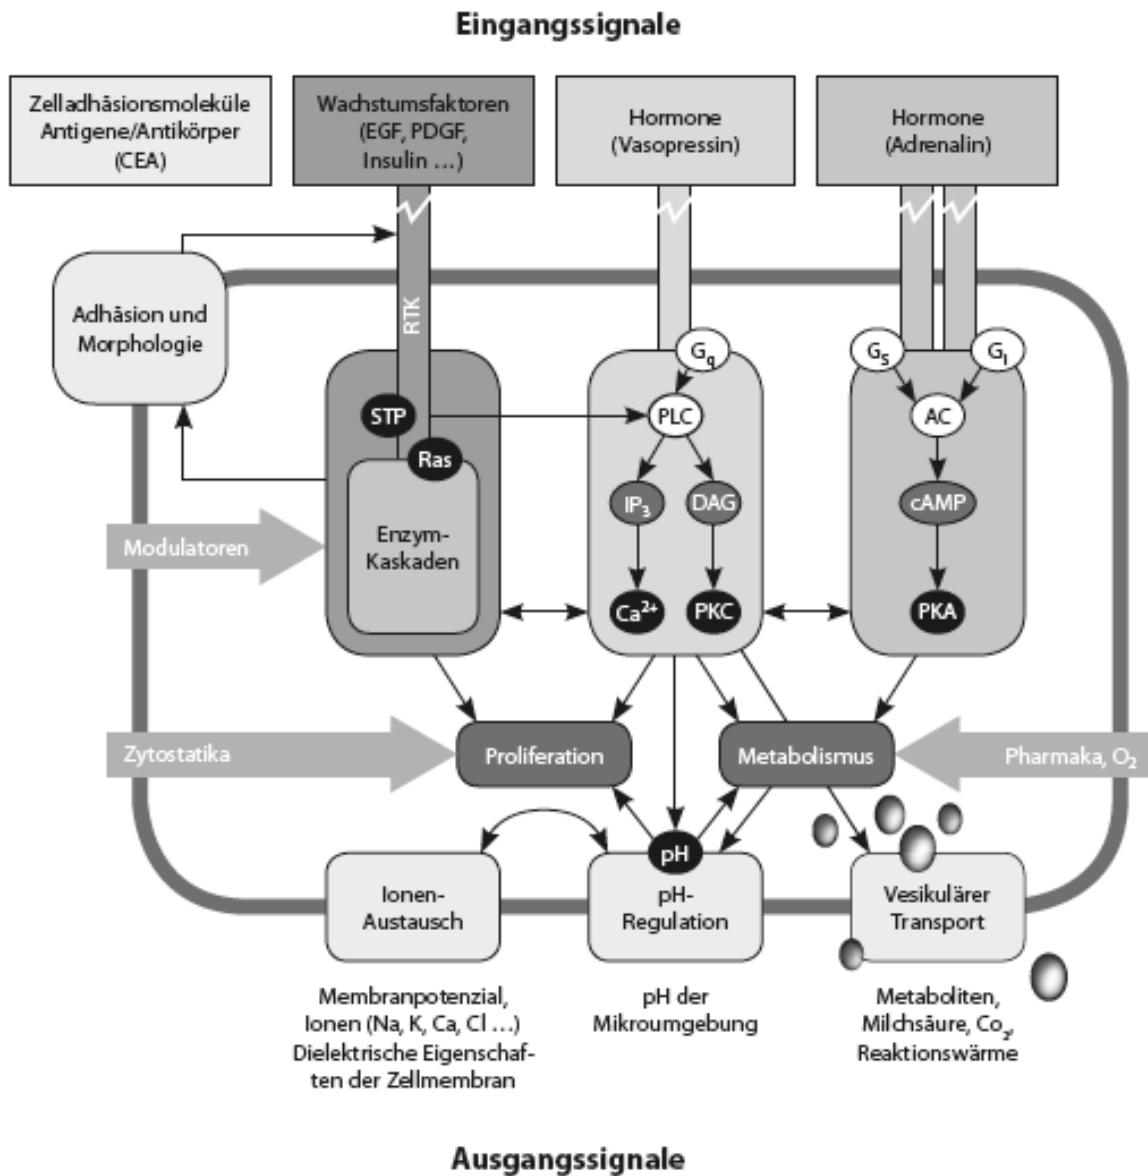 Eingangssignale
Zelladhäsionsmoleküle
Antigene/Antikörper
(CEA)
Wachstumsfaktoren
(EGF, PDGF,
Insulin …)
Hormone
(Vasopressin)
Hormone
(Adrenalin)
Adhäsion und
Morphologie
RTK
Gq
GS
GI
STP
PLC
AC
Ras
IP3
DAG
cAMP
Enzym-
Kaskaden
Modulatoren
Ca2+
PKC
PKA
Zytostatika
Proliferation
Metabolismus
Pharmaka, O2
pH
Ionen-
Austausch
pH-
Regulation
Vesikulärer
Transport
Membranpotenzial,
Ionen (Na, K, Ca, Cl …)
Dielektrische Eigenschaf-
ten der Zellmembran
pH der
Mikroumgebung
Metaboliten,
Milchsäure, Co2,
Reaktionswärme
Ausgangssignale